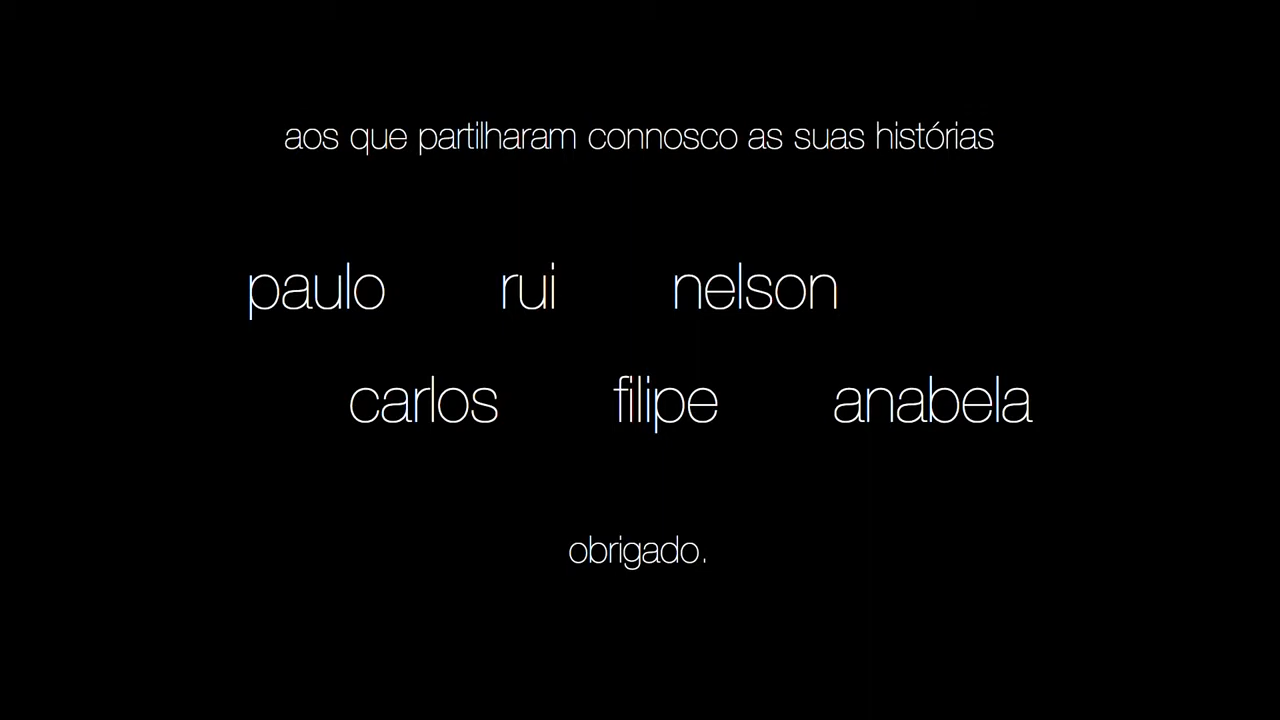 aos que partilharam connosco as suas histórias
paulo rui nelson
carlos filipe anabela
obrigado.